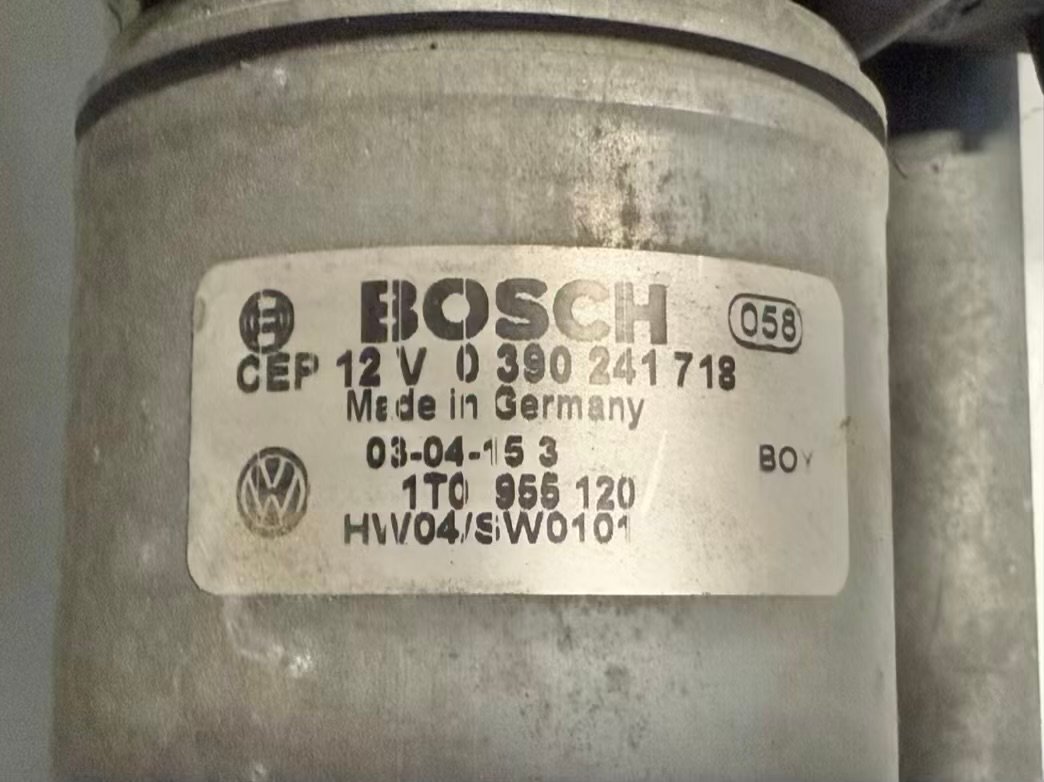 BOSCH 058
CEP 12 V 0 390 241 718
Made in Germany
03-04-15 3 BOY
1T0 955 120
HW04/SW0101